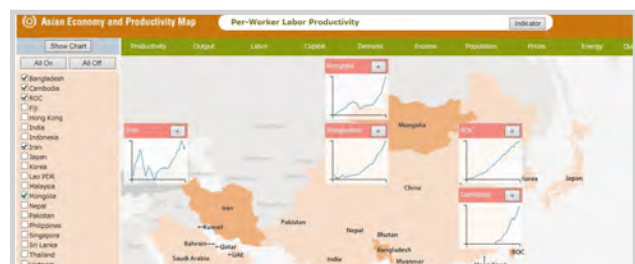 Asian Economy and Productivity Map
Per-Worker Labor Productivity
Indicator
Show Chart
Productivity
Output
Labor
Capital
Demand
Income
Population
Prices
Energy
All On
All Off
Bangladesh
Cambodia
ROC
Fiji
Hong Kong
India
Indonesia
Iran
Japan
Korea
Lao PDR
Malaysia
Mongolia
Nepal
Pakistan
Philippines
Singapore
Sri Lanka
Thailand
Mongolia
Iran
Bangladesh
ROC
Cambodia
Mongolia
Korea
Japan
China
Iran
Pakistan
Kuwait
Nepal
Bhutan
Bahrain
Qatar
Bangladesh
ROC
Saudi Arabia
UAE
India
Myanmar